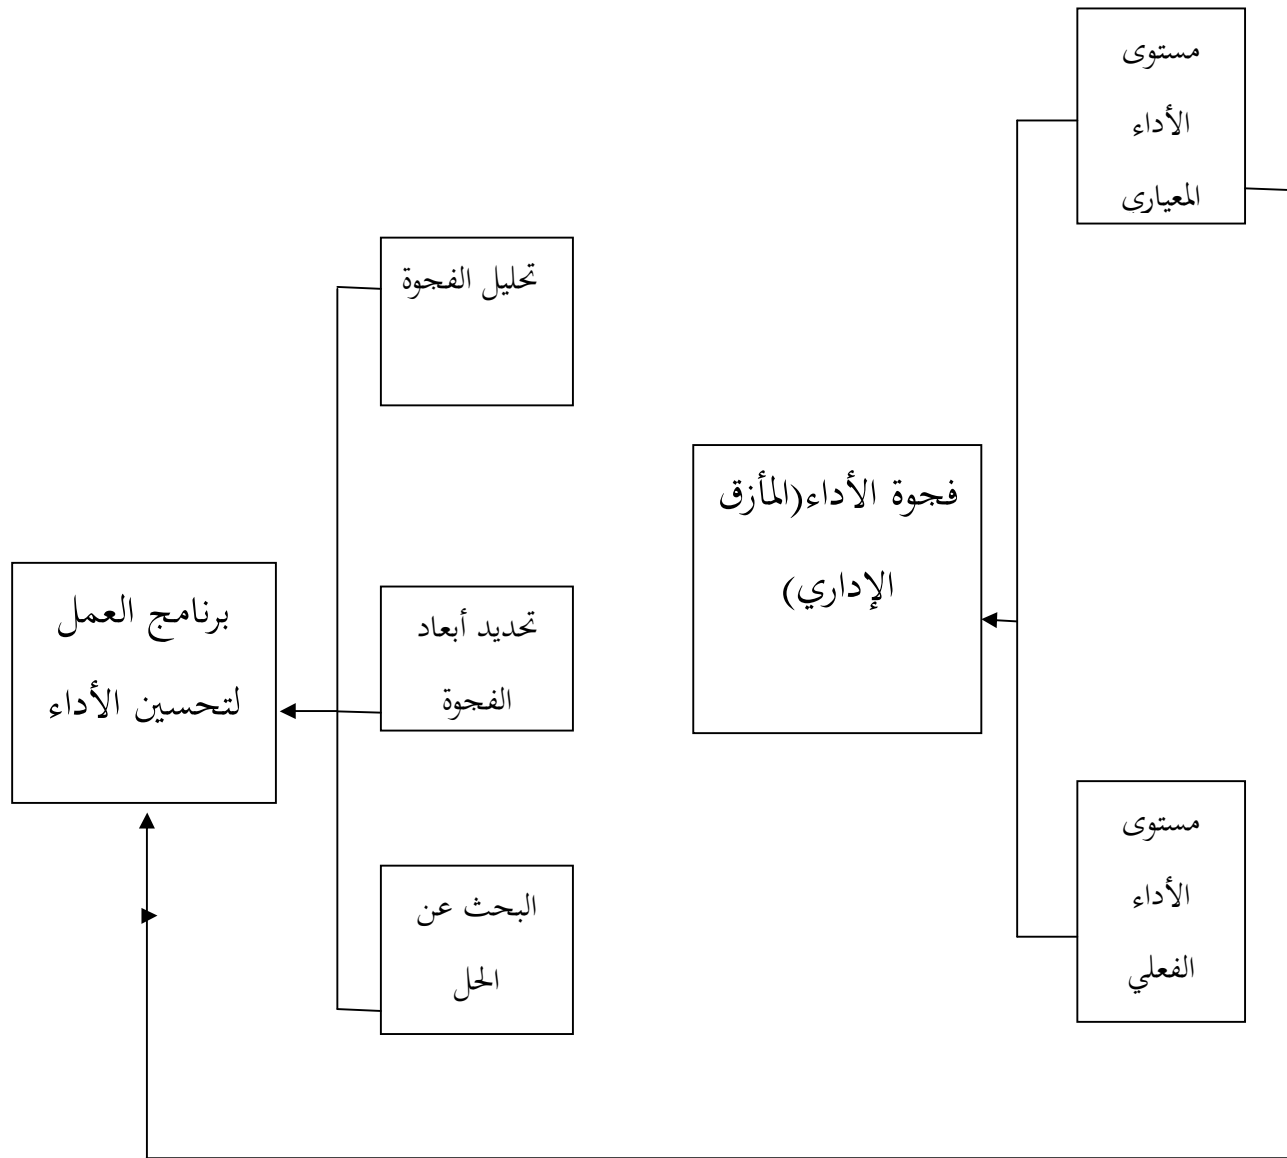 مستوى
الأداء
المعيارى
مستوى
الأداء
الفعلي
فجوة الأداء(المأزق
الإداري)
تحليل الفجوة
تحديد أبعاد
الفجوة
البحث عن
الحل
برنامج العمل
لتحسين الأداء